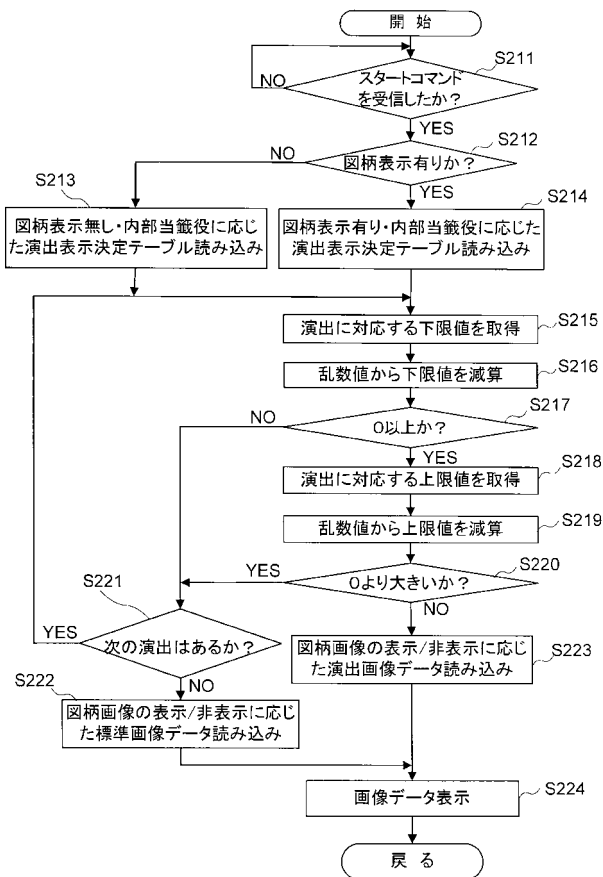 開 始
S211
スタートコマンド
を受信したか？
NO
YES
S212
図柄表示有りか？
NO
YES
S213
図柄表示無し・内部当籤役に応じ
た演出表示決定テーブル読み込み
S214
図柄表示有り・内部当籤役に応じた
演出表示決定テーブル読み込み
演出に対応する下限値を取得
S215
乱数値から下限値を減算
S216
S217
0以上か？
NO
YES
演出に対応する上限値を取得
S218
乱数値から上限値を減算
S219
S220
0より大きいか？
YES
NO
S221
次の演出はあるか？
YES
NO
図柄画像の表示/非表示に応じ
た演出画像データ読み込み
S223
S222
図柄画像の表示/非表示に応じ
た標準画像データ読み込み
画像データ表示
S224
戻 る